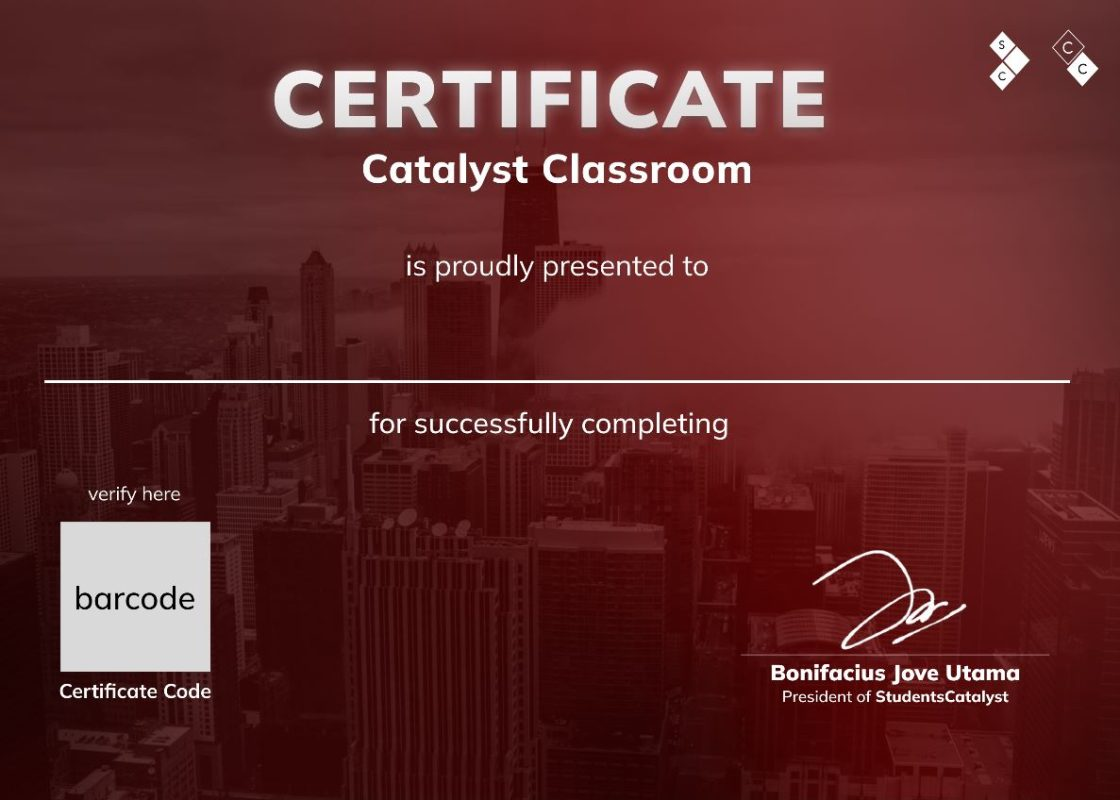 S
C
C
C
CERTIFICATE
Catalyst Classroom
is proudly presented to
for successfully completing
verify here
barcode
Certificate Code
Bonifacius Jove Utama
President of StudentsCatalyst